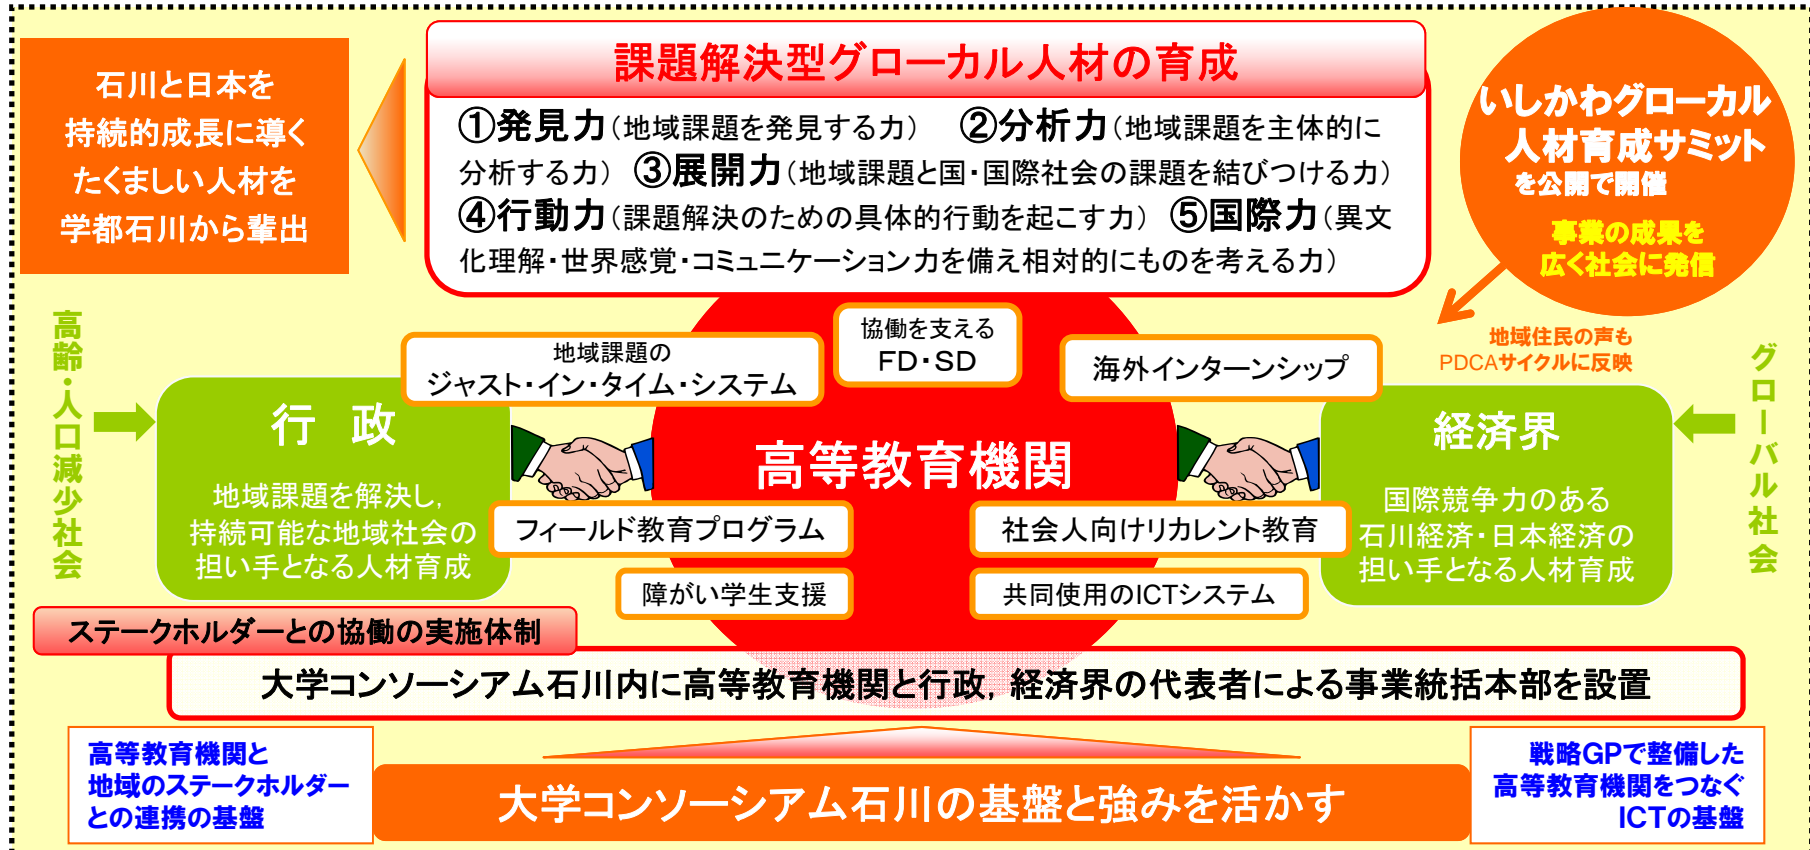 石川と日本を
持続的成長に導く
たくましい人材を
学都石川から輩出
課題解決型グローカル人材の育成
①発見力（地域課題を発見する力）　②分析力（地域課題を主体的に
分析する力）③展開力（地域課題と国・国際社会の課題を結びつける力）
④行動力（課題解決のための具体的行動を起こす力）⑤国際力（異文
化理解・世界感覚・コミュニケーション力を備え相対的にものを考える力）
いしかわグローカル
人材育成サミット
を公開で開催
事業の成果を
広く社会に発信
地域住民の声も
PDCAサイクルに反映
高齢・人口減少社会
グローバル社会
地域課題の
ジャスト・イン・タイム・システム
協働を支える
ＦＤ・ＳＤ
海外インターンシップ
行　政
地域課題を解決し,
持続可能な地域社会の
担い手となる人材育成
高等教育機関
経済界
国際競争力のある
石川経済・日本経済の
担い手となる人材育成
フィールド教育プログラム
社会人向けリカレント教育
障がい学生支援
共同使用のICTシステム
ステークホルダーとの協働の実施体制
大学コンソーシアム石川内に高等教育機関と行政, 経済界の代表者による事業統括本部を設置
高等教育機関と
地域のステークホルダー
との連携の基盤
大学コンソーシアム石川の基盤と強みを活かす
戦略GPで整備した
高等教育機関をつなぐ
ICTの基盤